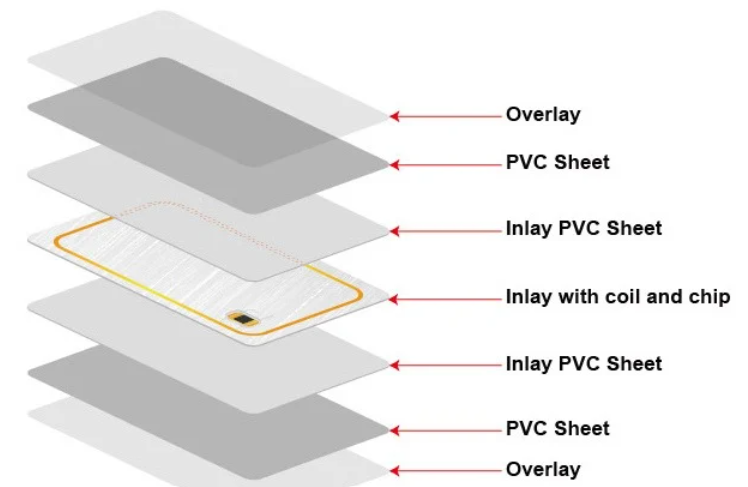 Overlay
PVC Sheet
Inlay PVC Sheet
Inlay with coil and chip
Inlay PVC Sheet
PVC Sheet
Overlay